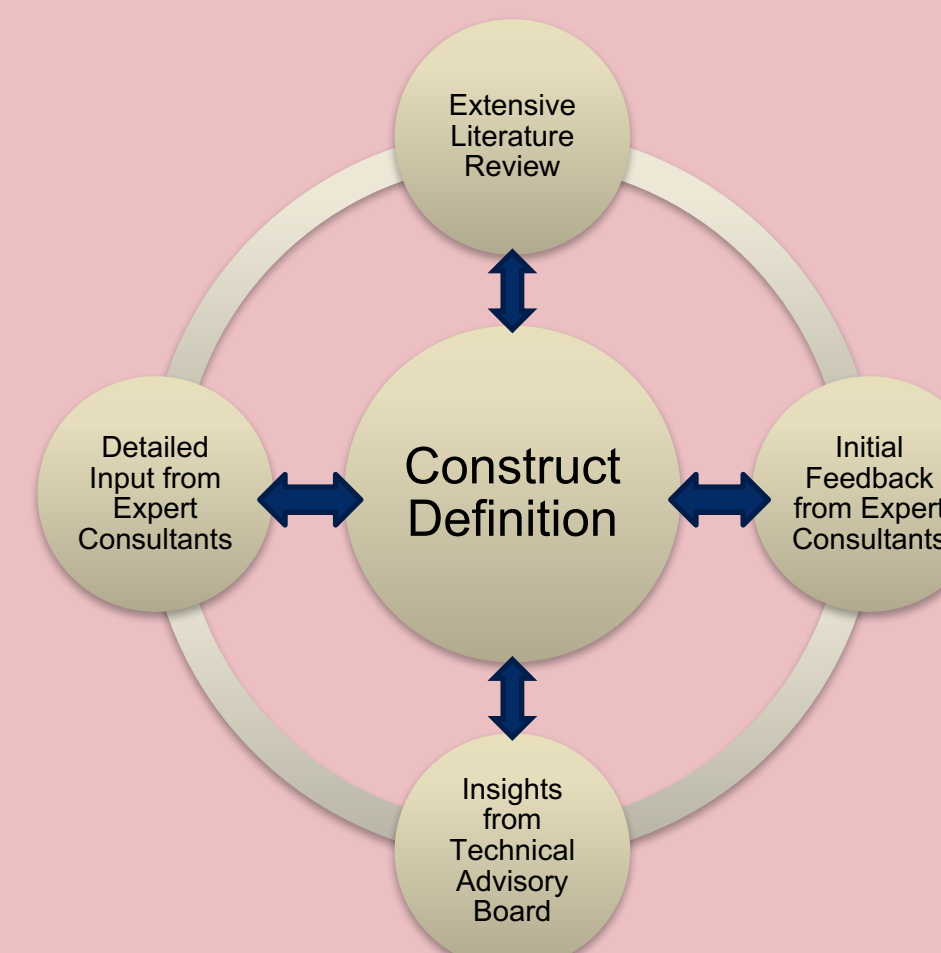 Extensive
Literature
Review
Detailed
Input from
Expert
Consultants
Construct
Definition
Initial
Feedback
from Expert
Consultants
Insights
from
Technical
Advisory
Board